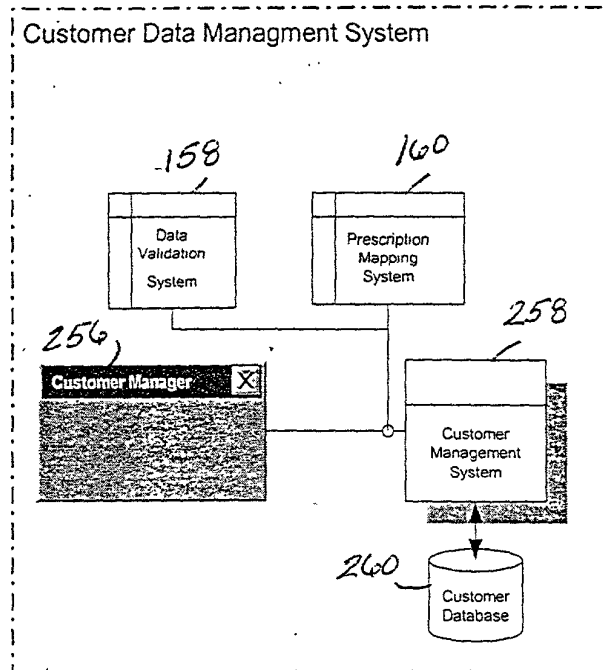 Customer Data Managment System
158
160
Data
Validation
System
Prescription
Mapping
System
256
258
Customer Manager X
Customer
Management
System
260
Customer
Database